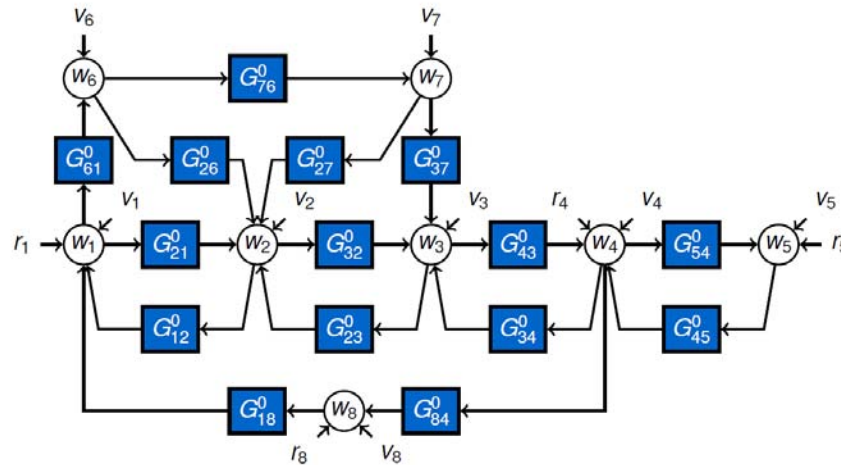 v6 v7
w6 G⁰76 w7
G⁰61 G⁰26 G⁰27 G⁰37
v1 v2 v3 r4 v4 v5
r1 w1 G⁰21 w2 G⁰32 w3 G⁰43 w4 G⁰54 w5
G⁰12 G⁰23 G⁰34 G⁰45
G⁰18 w8 G⁰84
r8 v8